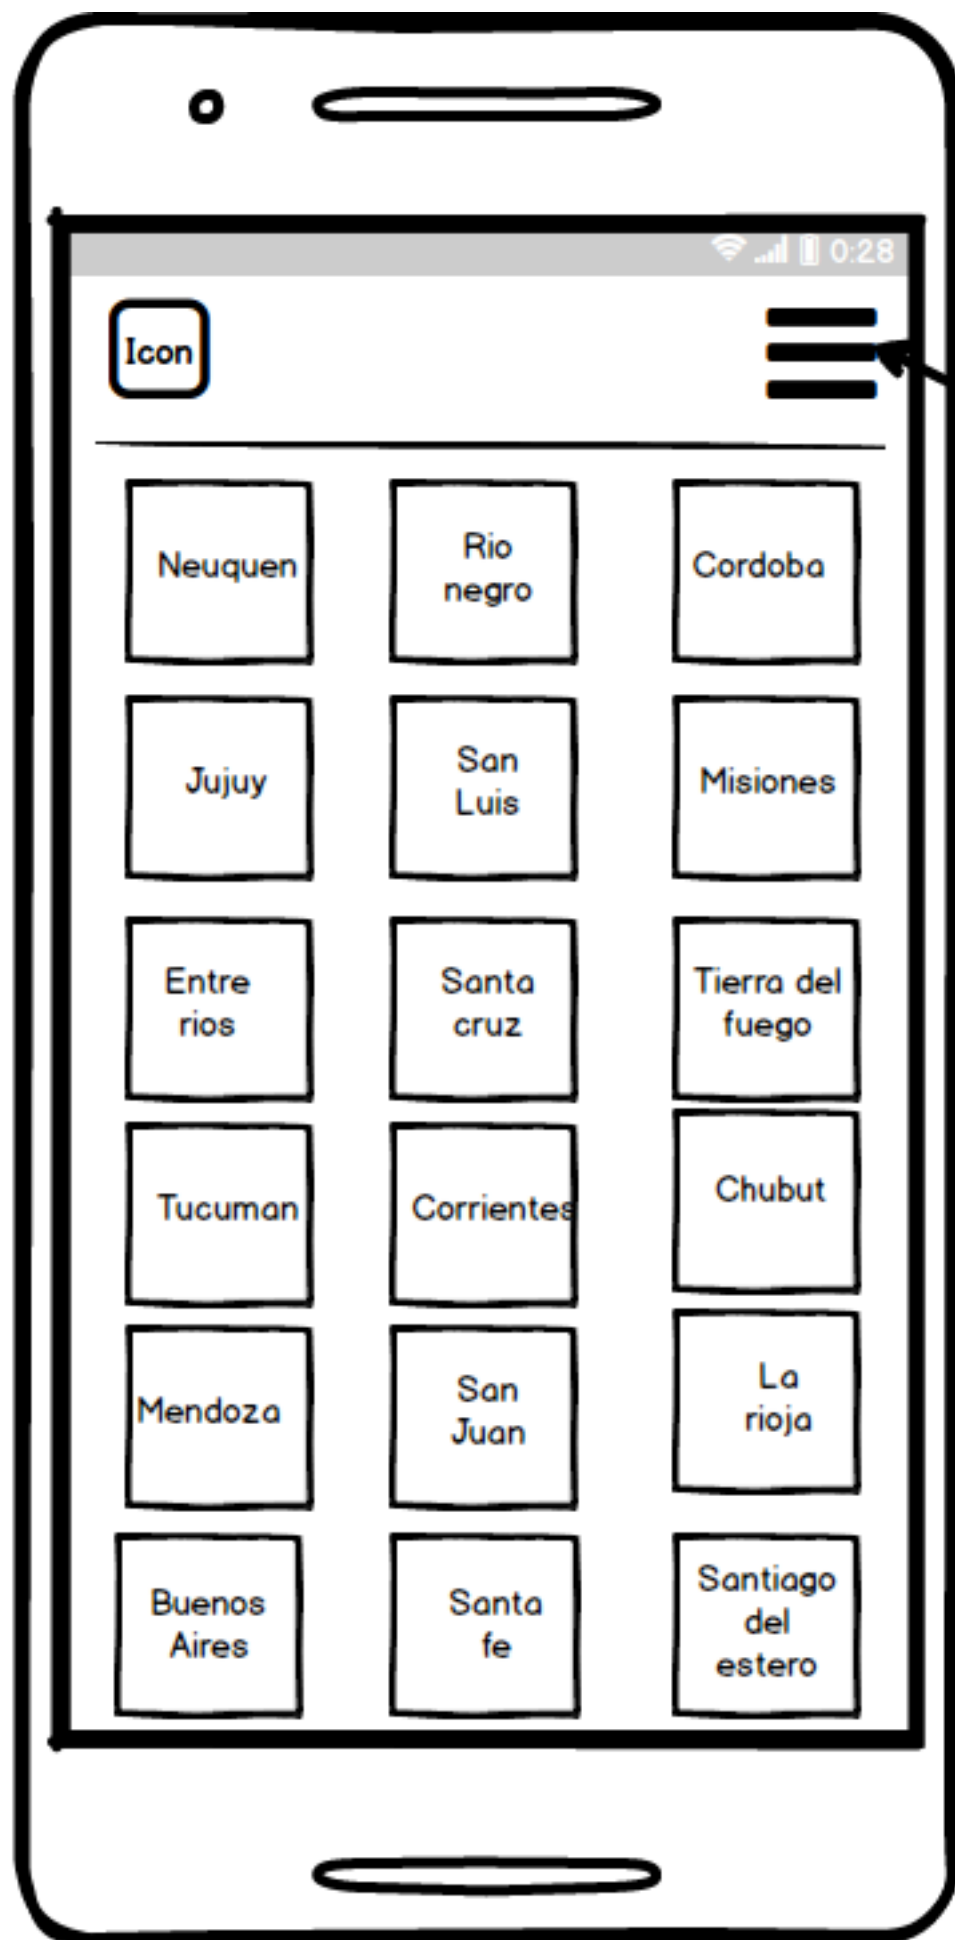 0:28
Icon
Neuquen
Rio
negro
Cordoba
Jujuy
San
Luis
Misiones
Entre
rios
Santa
cruz
Tierra del
fuego
Tucuman
Corrientes
Chubut
Mendoza
San
Juan
La
rioja
Buenos
Aires
Santa
fe
Santiago
del
estero